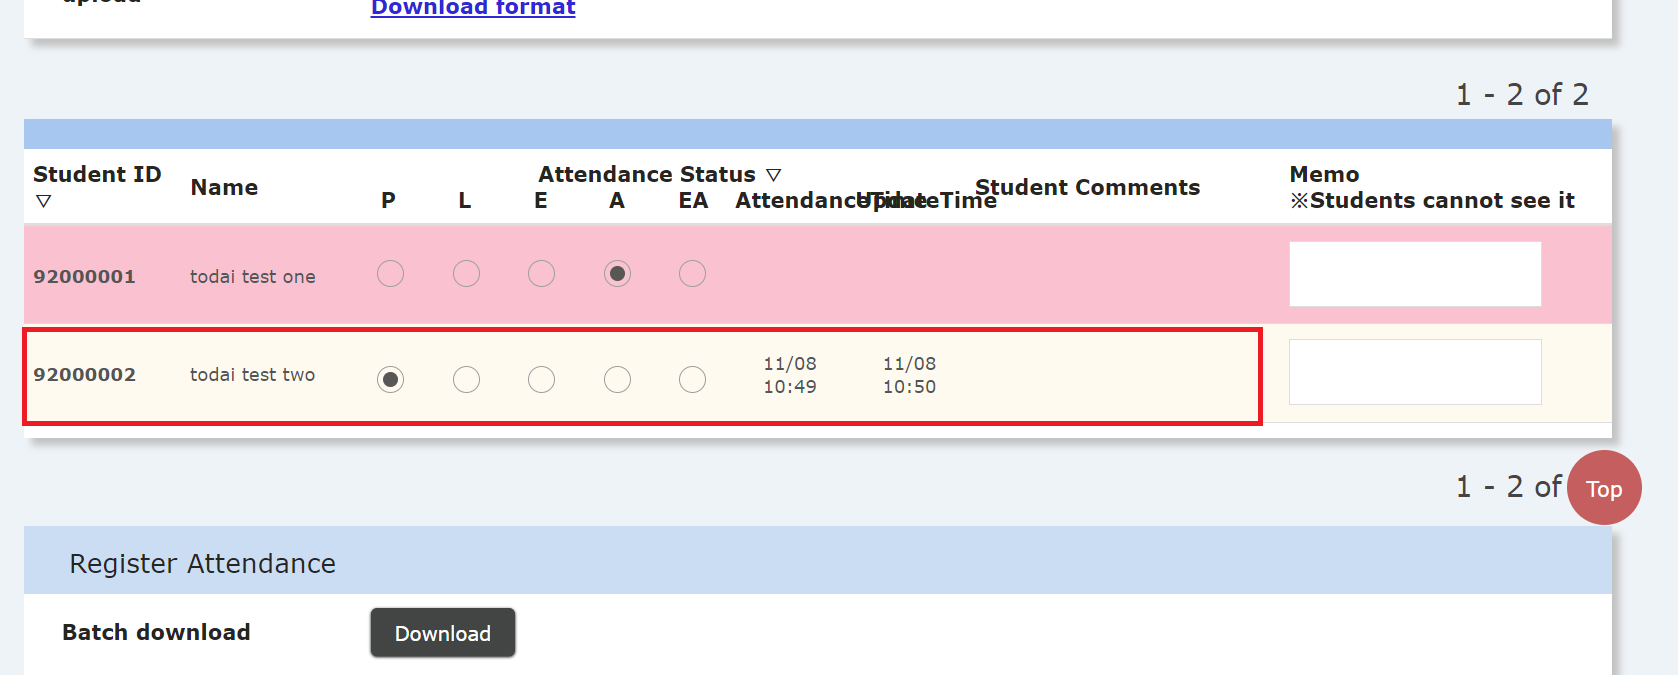 upload
Download format
1 - 2 of 2
Student ID ▽ Name Attendance Status ▽ Student Comments Memo
P L E A EA AttendanceTime UpdateTime ※Students cannot see it
92000001 todai test one
92000002 todai test two 11/08 10:49 11/08 10:50
1 - 2 of
Top
Register Attendance
Batch download Download